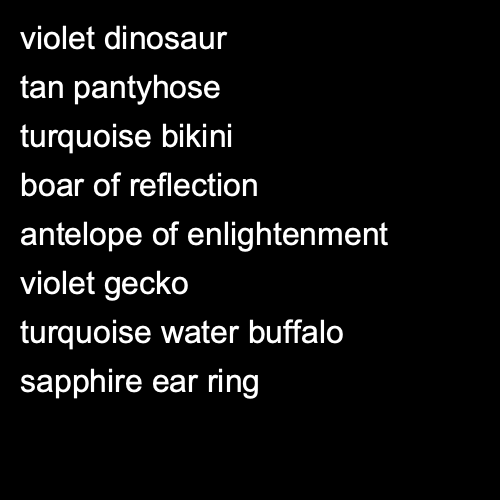 violet dinosaur
tan pantyhose
turquoise bikini
boar of reflection
antelope of enlightenment
violet gecko
turquoise water buffalo
sapphire ear ring